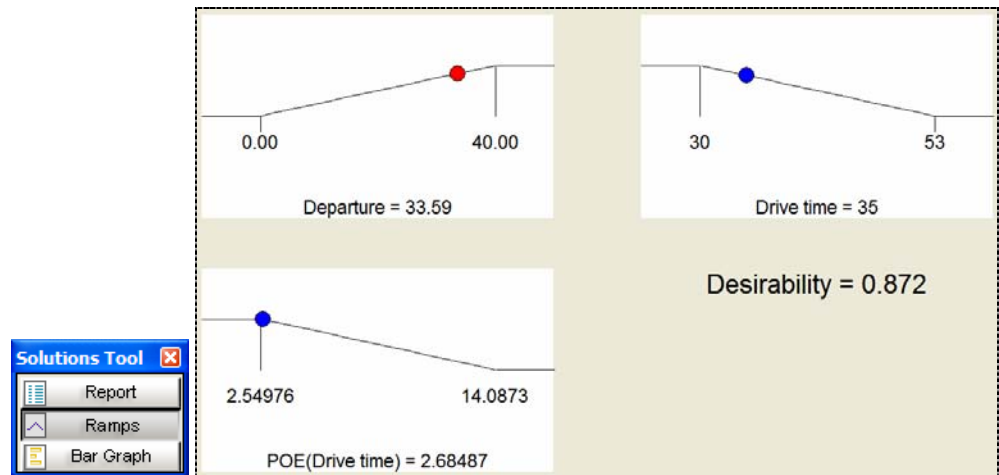 0.00
40.00
Departure = 33.59
30
53
Drive time = 35
Desirability = 0.872
2.54976
14.0873
POE(Drive time) = 2.68487
Solutions Tool
Report
Ramps
Bar Graph